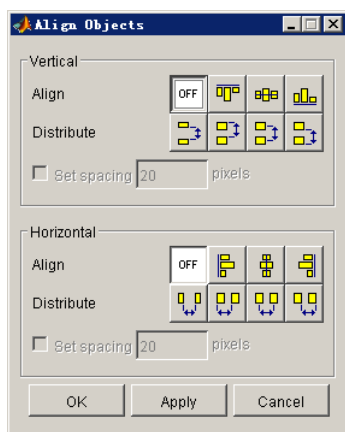 Align Objects
Vertical
Align OFF
Distribute
Set spacing 20 pixels
Horizontal
Align OFF
Distribute
Set spacing 20 pixels
OK Apply Cancel